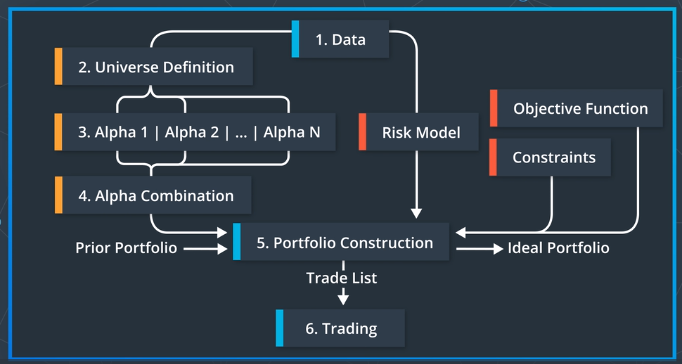 1. Data
2. Universe Definition
3. Alpha 1 | Alpha 2 | ... | Alpha N
Risk Model
Objective Function
Constraints
4. Alpha Combination
Prior Portfolio
5. Portfolio Construction
Ideal Portfolio
Trade List
6. Trading